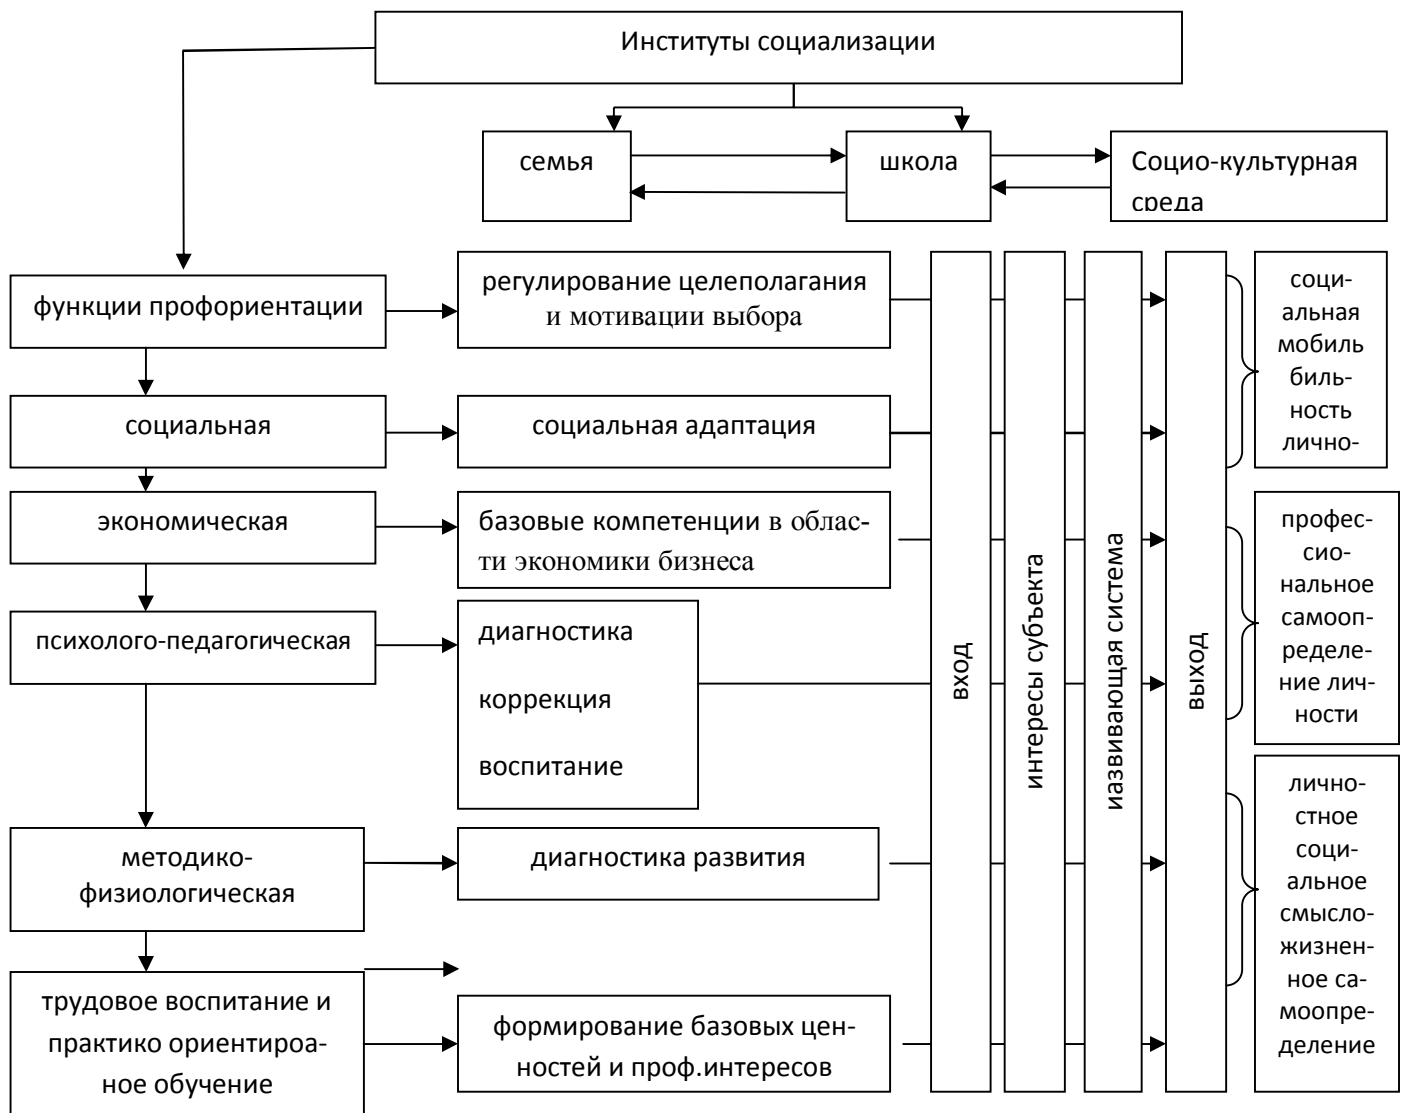 Институты социализации
семья
школа
Социо-культурная
среда
функции профориентации
регулирование целеполагания
и мотивации выбора
социальная
социальная адаптация
экономическая
базовые компетенции в облас-
ти экономики бизнеса
психолого-педагогическая
диагностика
коррекция
воспитание
методико-
физиологическая
диагностика развития
трудовое воспитание и
практико ориентироа-
ное обучение
формирование базовых цен-
ностей и проф.интересов
вход
интересы субъекта
иазвивающая система
выход
соци-
альная
мобиль
биль-
ность
лично-
профес-
сио-
нальное
самооп-
ределе-
ние лич-
ности
лично-
стное
соци-
альное
смысло-
жизнен-
ное са-
моопре-
деление